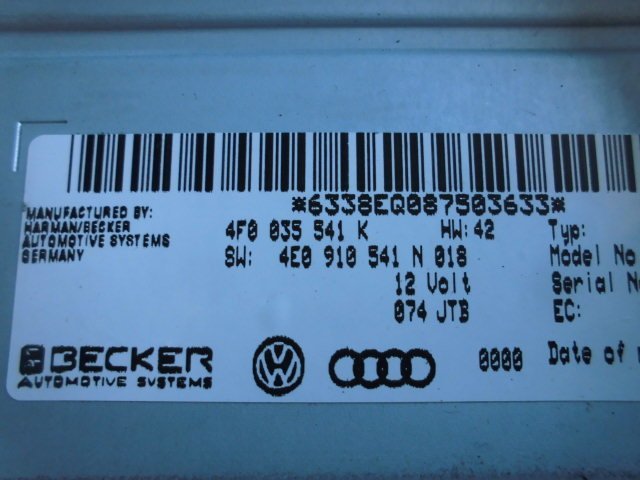 *6338EQ087503633*
MANUFACTURED BY:
HARMAN/BECKER
AUTOMOTIVE SYSTEMS
GERMANY
4F0 035 541 K HW: 42
SW: 4E0 910 541 N 018
12 Volt
074 JTB
Typ:
Model No
Serial N
EC:
BECKER
AUTOMOTIVE SYSTEMS
0000
Date of